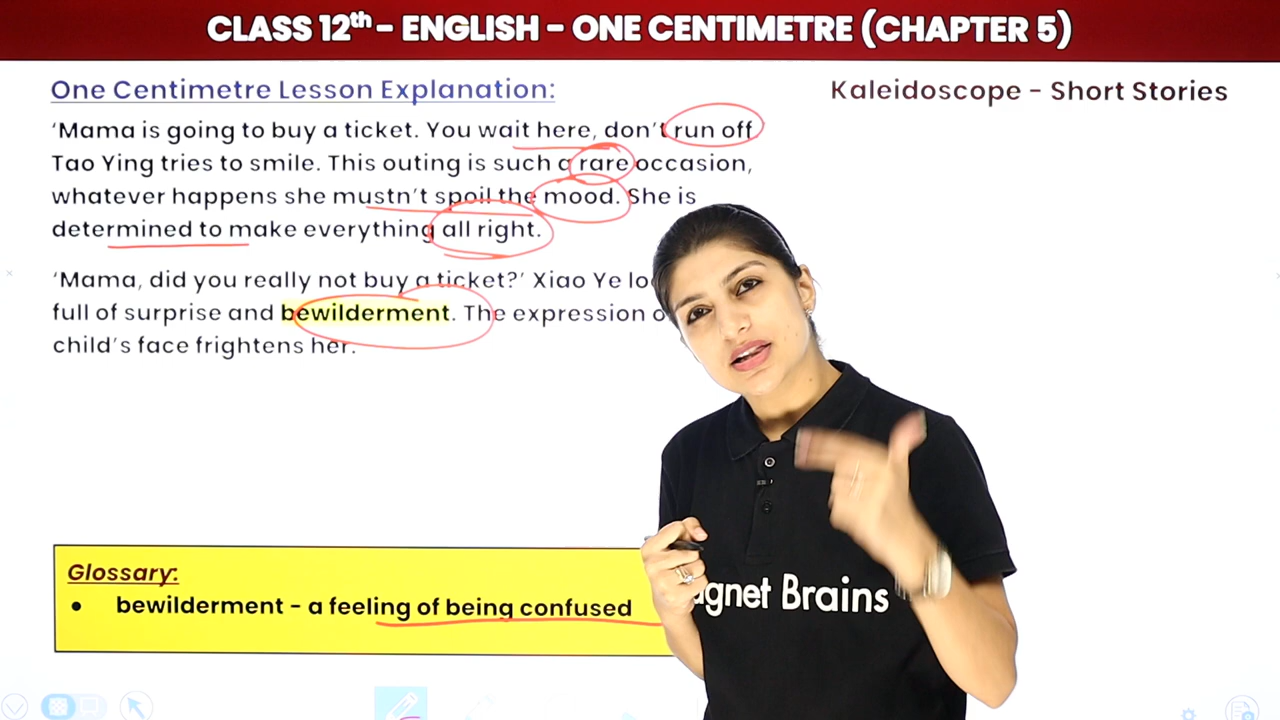 CLASS 12th - ENGLISH - ONE CENTIMETRE (CHAPTER 5)
One Centimetre Lesson Explanation:
Kaleidoscope - Short Stories
‘Mama is going to buy a ticket. You wait here, don’t run off
Tao Ying tries to smile. This outing is such a rare occasion,
whatever happens she mustn’t spoil the mood. She is
determined to make everything all right.
‘Mama, did you really not buy a ticket?’ Xiao Ye
full of surprise and bewilderment. The expression
child’s face frightens her.
Glossary:
• bewilderment - a feeling of being confused
gnet Brains